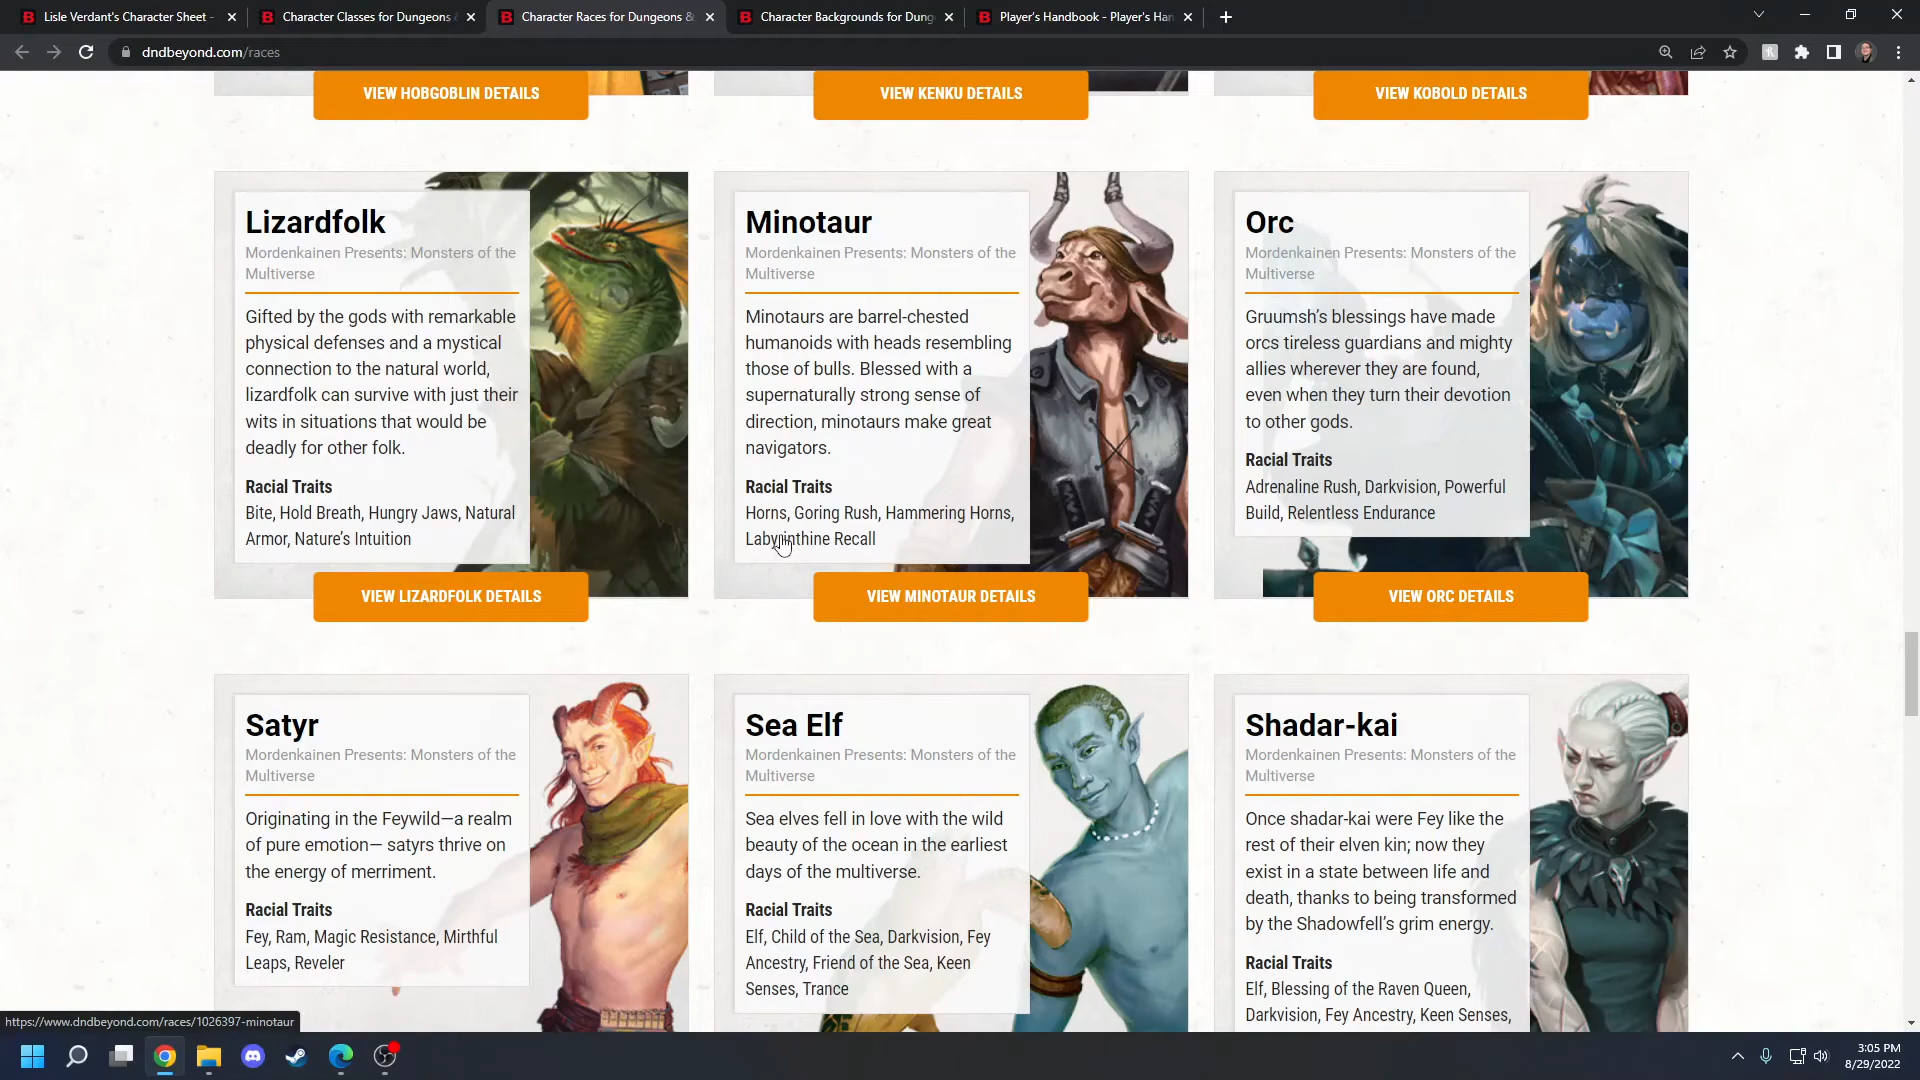 Lisle Verdant's Character Sheet -
Character Classes for Dungeons &
Character Races for Dungeons &
Character Backgrounds for Dung
Player's Handbook - Player's Han
dndbeyond.com/races
VIEW HOBGOBLIN DETAILS
VIEW KENKU DETAILS
VIEW KOBOLD DETAILS
Lizardfolk
Mordenkainen Presents: Monsters of the
Multiverse
Gifted by the gods with remarkable
physical defenses and a mystical
connection to the natural world,
lizardfolk can survive with just their
wits in situations that would be
deadly for other folk.
Racial Traits
Bite, Hold Breath, Hungry Jaws, Natural
Armor, Nature's Intuition
VIEW LIZARDFOLK DETAILS
Minotaur
Mordenkainen Presents: Monsters of the
Multiverse
Minotaurs are barrel-chested
humanoids with heads resembling
those of bulls. Blessed with a
supernaturally strong sense of
direction, minotaurs make great
navigators.
Racial Traits
Horns, Goring Rush, Hammering Horns,
Labyrinthine Recall
VIEW MINOTAUR DETAILS
Orc
Mordenkainen Presents: Monsters of the
Multiverse
Gruumsh's blessings have made
orcs tireless guardians and mighty
allies wherever they are found,
even when they turn their devotion
to other gods.
Racial Traits
Adrenaline Rush, Darkvision, Powerful
Build, Relentless Endurance
VIEW ORC DETAILS
Satyr
Mordenkainen Presents: Monsters of the
Multiverse
Originating in the Feywild—a realm
of pure emotion— satyrs thrive on
the energy of merriment.
Racial Traits
Fey, Ram, Magic Resistance, Mirthful
Leaps, Reveler
Sea Elf
Mordenkainen Presents: Monsters of the
Multiverse
Sea elves fell in love with the wild
beauty of the ocean in the earliest
days of the multiverse.
Racial Traits
Elf, Child of the Sea, Darkvision, Fey
Ancestry, Friend of the Sea, Keen
Senses, Trance
Shadar-kai
Mordenkainen Presents: Monsters of the
Multiverse
Once shadar-kai were Fey like the
rest of their elven kin; now they
exist in a state between life and
death, thanks to being transformed
by the Shadowfell's grim energy.
Racial Traits
Elf, Blessing of the Raven Queen,
Darkvision, Fey Ancestry, Keen Senses,
https://www.dndbeyond.com/races/1026397-minotaur
3:05 PM
8/29/2022